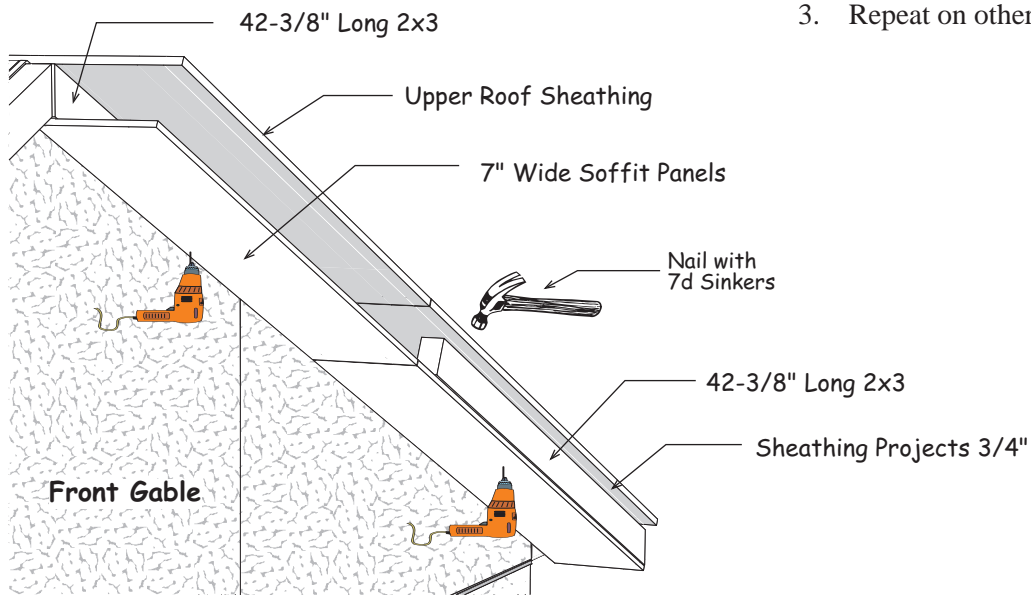 3. Repeat on other
42-3/8" Long 2x3
Upper Roof Sheathing
7" Wide Soffit Panels
Nail with
7d Sinkers
42-3/8" Long 2x3
Sheathing Projects 3/4"
Front Gable